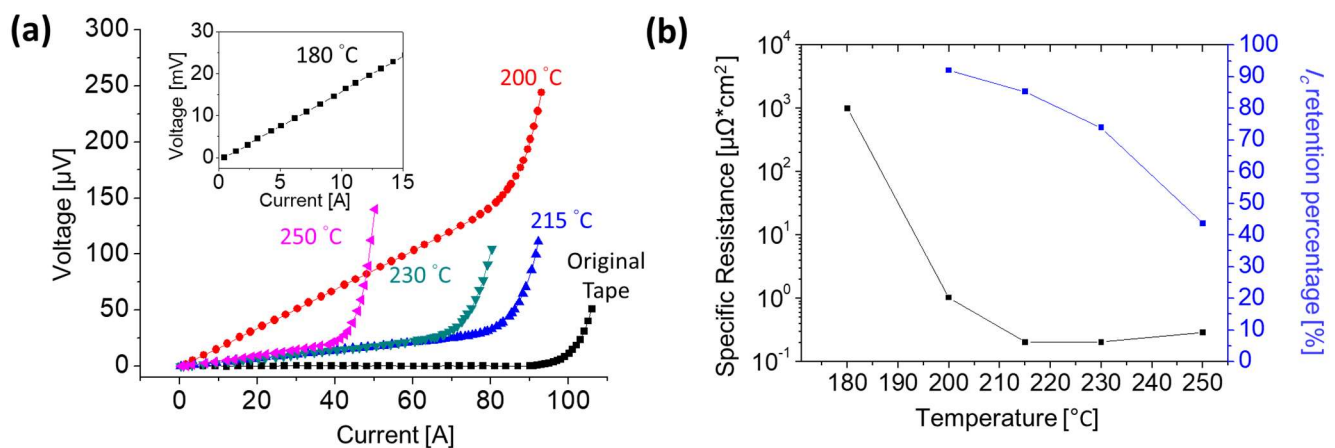 (a)
300
250
200
150
100
50
0
Voltage [µV]
0
20
40
60
80
100
Current [A]
30
20
10
0
Voltage [mV]
0
5
10
15
Current [A]
180 °C
200 °C
250 °C
215 °C
230 °C
Original
Tape
(b)
10⁴
10³
10²
10¹
10⁰
10⁻¹
Specific Resistance [µΩ*cm²]
180
190
200
210
220
230
240
250
Temperature [°C]
100
90
80
70
60
50
40
30
20
10
0
I꜀ retention percentage [%]